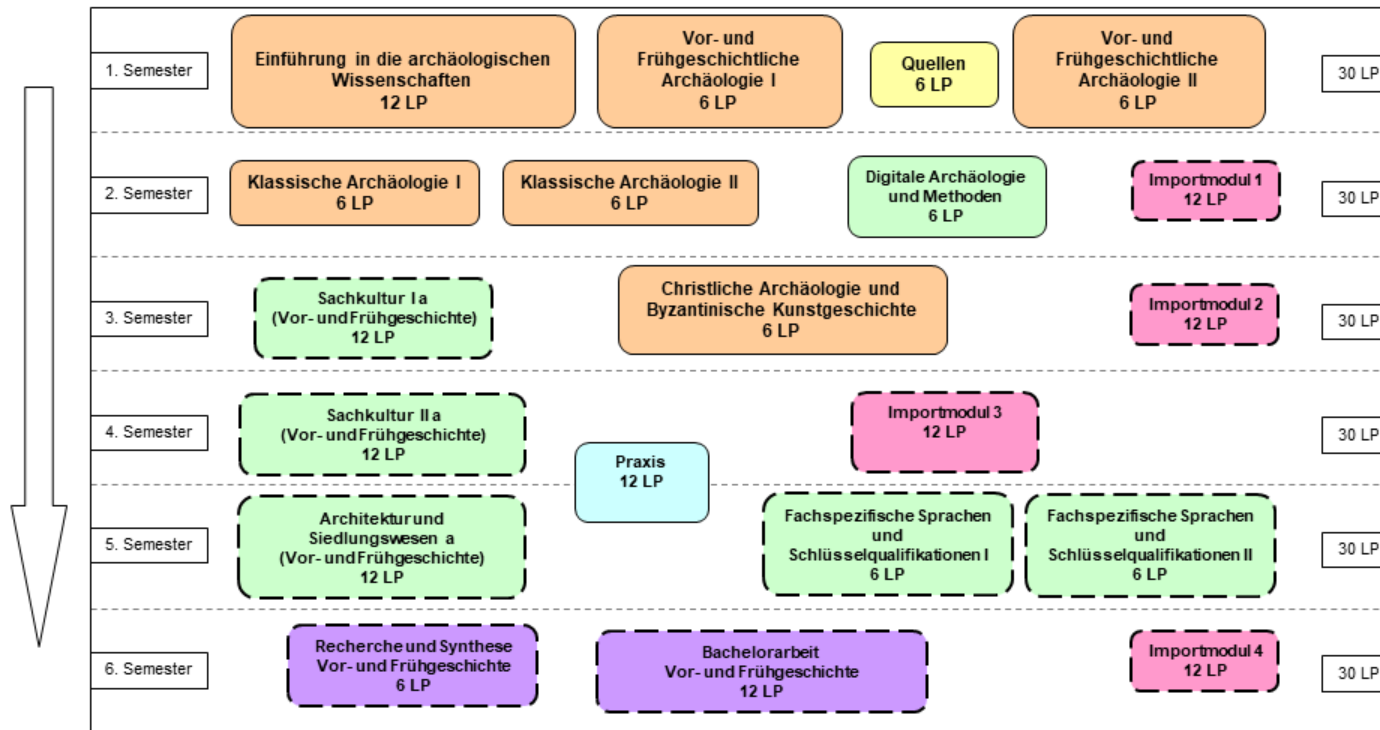 1. Semester
Einführung in die archäologischen
Wissenschaften
12 LP
Vor- und
Frühgeschichtliche
Archäologie I
6 LP
Quellen
6 LP
Vor- und
Frühgeschichtliche
Archäologie II
6 LP
30 LP
2. Semester
Klassische Archäologie I
6 LP
Klassische Archäologie II
6 LP
Digitale Archäologie
und Methoden
6 LP
Importmodul 1
12 LP
30 LP
3. Semester
Sachkultur I a
(Vor- und Frühgeschichte)
12 LP
Christliche Archäologie und
Byzantinische Kunstgeschichte
6 LP
Importmodul 2
12 LP
30 LP
4. Semester
Sachkultur II a
(Vor- und Frühgeschichte)
12 LP
Praxis
12 LP
Importmodul 3
12 LP
30 LP
5. Semester
Architektur und
Siedlungswesen a
(Vor- und Frühgeschichte)
12 LP
Fachspezifische Sprachen
und
Schlüsselqualifikationen I
6 LP
Fachspezifische Sprachen
und
Schlüsselqualifikationen II
6 LP
30 LP
6. Semester
Recherche und Synthese
Vor- und Frühgeschichte
6 LP
Bachelorarbeit
Vor- und Frühgeschichte
12 LP
Importmodul 4
12 LP
30 LP